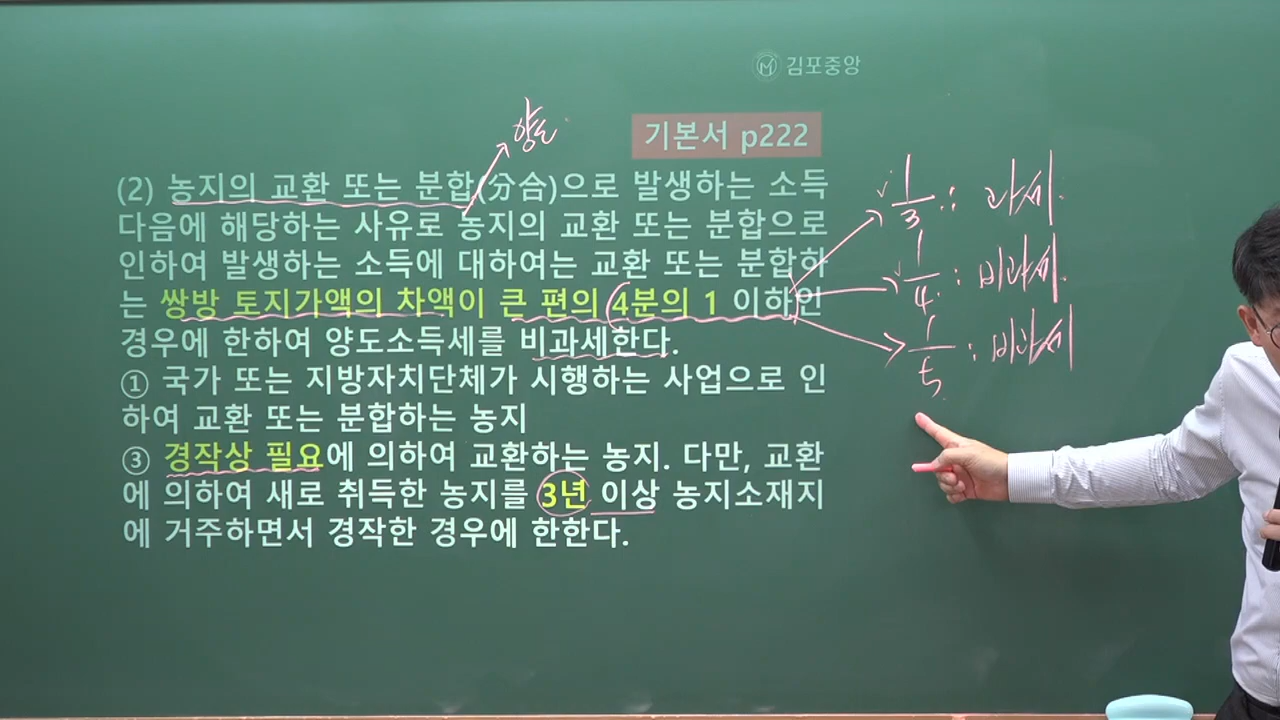 김포중앙
양도
기본서 p222
(2) 농지의 교환 또는 분합(分合)으로 발생하는 소득
다음에 해당하는 사유로 농지의 교환 또는 분합으로
인하여 발생하는 소득에 대하여는 교환 또는 분합하
는 쌍방 토지가액의 차액이 큰 편의 4분의 1 이하인
경우에 한하여 양도소득세를 비과세한다.
① 국가 또는 지방자치단체가 시행하는 사업으로 인
하여 교환 또는 분합하는 농지
③ 경작상 필요에 의하여 교환하는 농지. 다만, 교환
에 의하여 새로 취득한 농지를 3년 이상 농지소재지
에 거주하면서 경작한 경우에 한한다.
1/3 : 과세.
1/4 : 비과세.
1/5 : 비과세